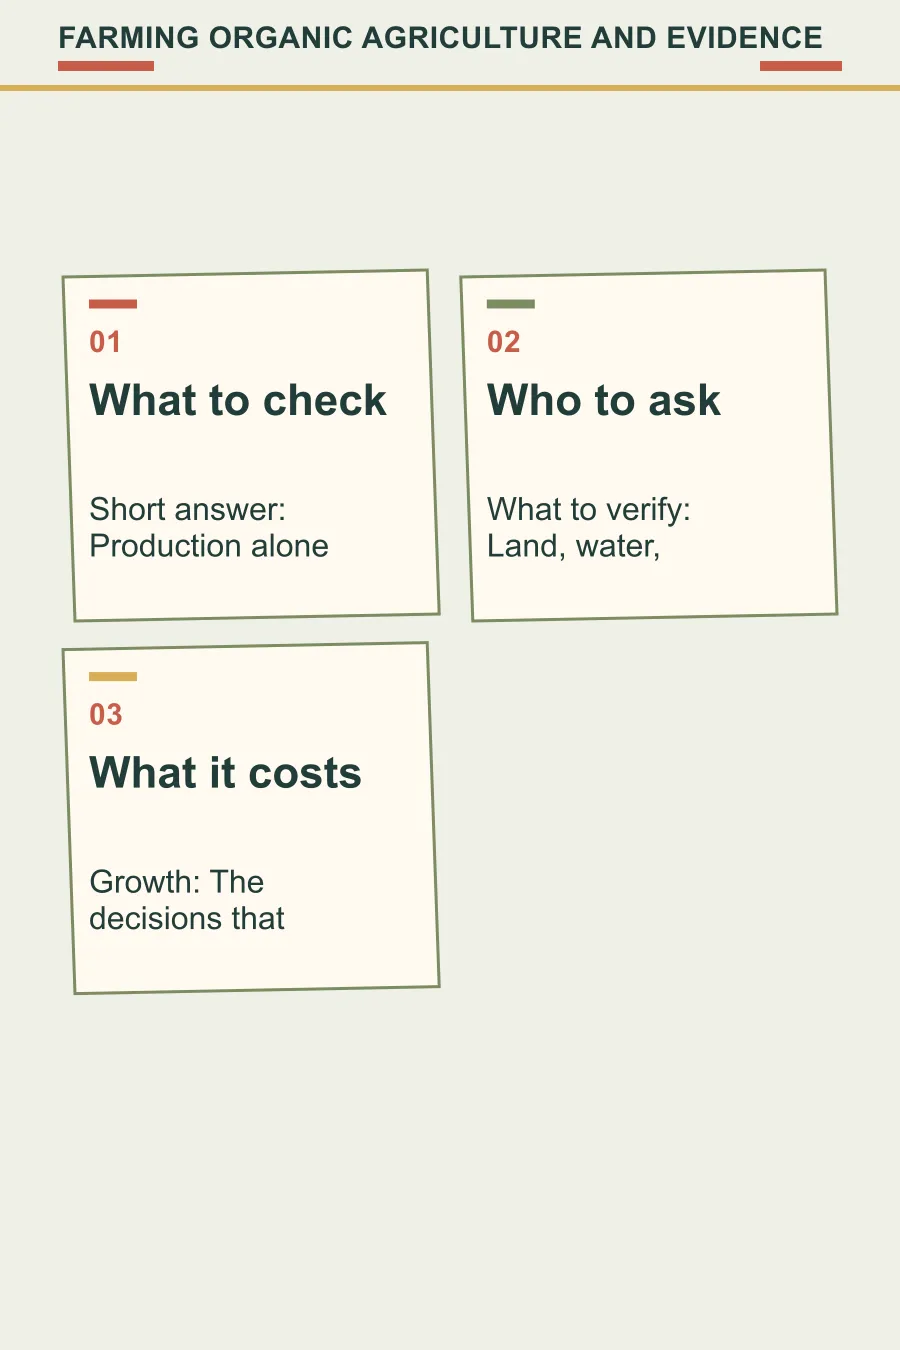 FARMING ORGANIC AGRICULTURE AND EVIDENCE
01
What to check
Short answer:
Production alone
02
Who to ask
What to verify:
Land, water,
03
What it costs
Growth: The
decisions that